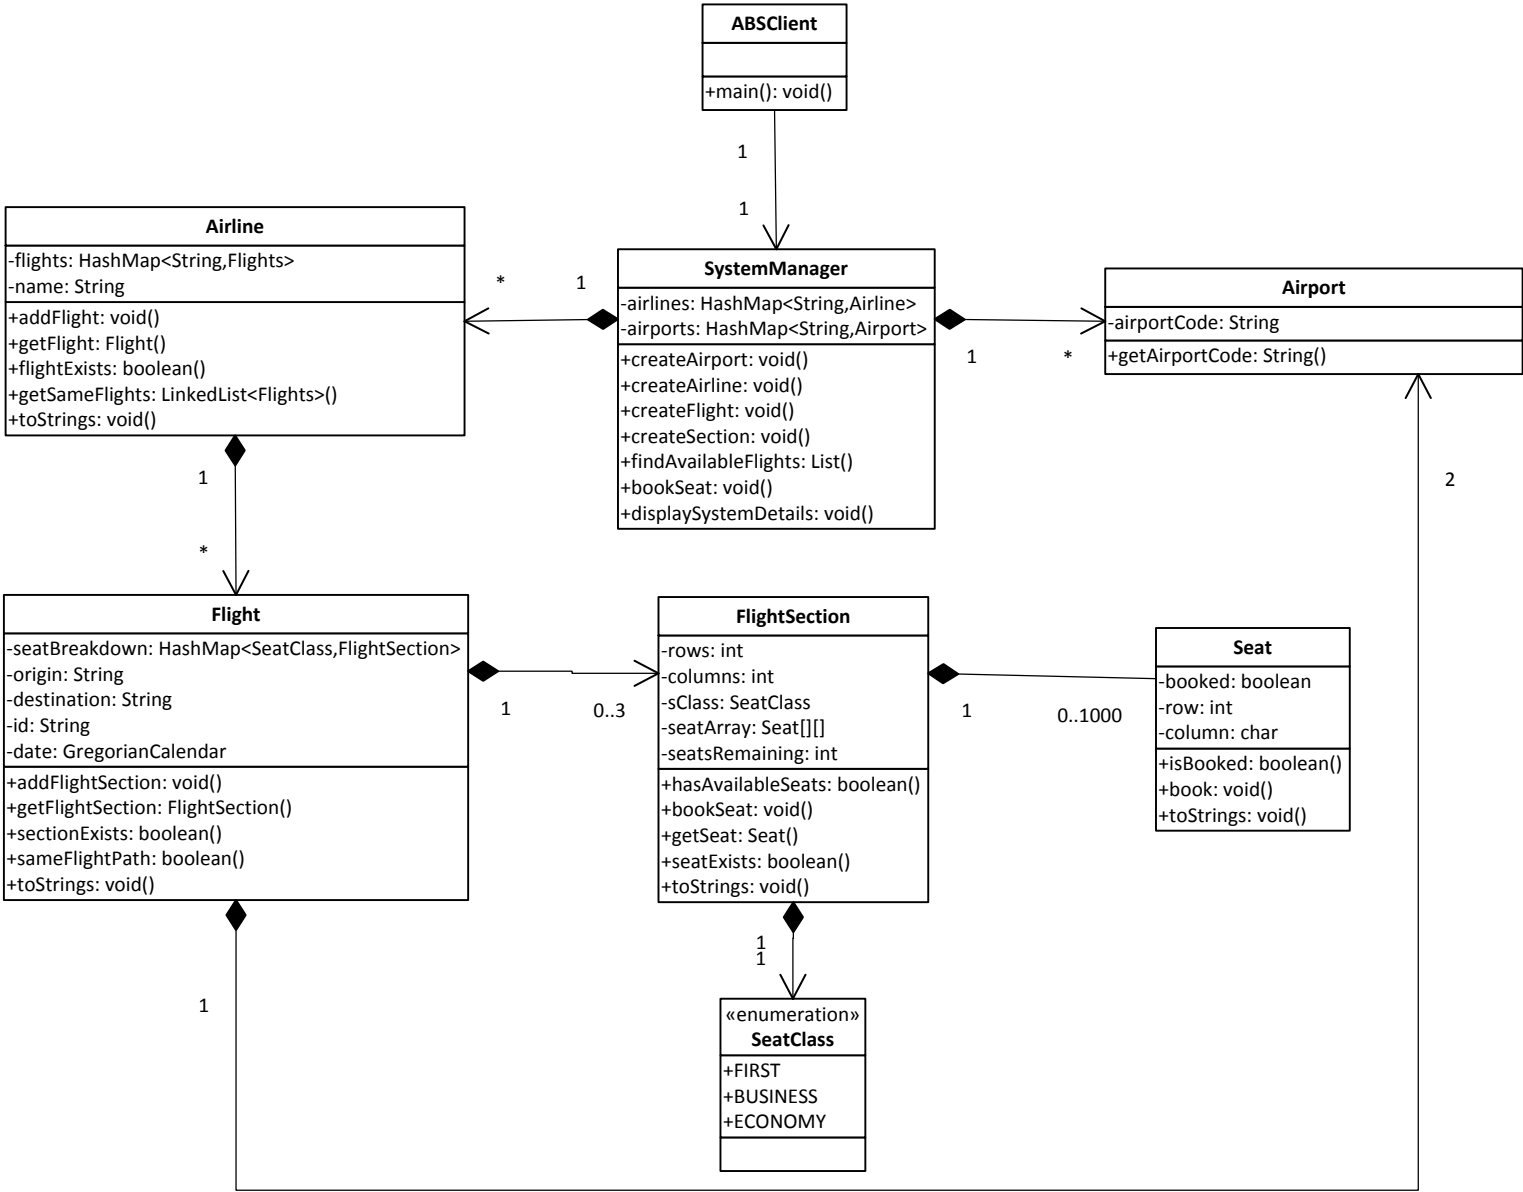 ABSClient
+main(): void()
1
1
Airline
-flights: HashMap<String,Flights>
-name: String
+addFlight: void()
+getFlight: Flight()
+flightExists: boolean()
+getSameFlights: LinkedList<Flights>()
+toStrings: void()
*
1
SystemManager
-airlines: HashMap<String,Airline>
-airports: HashMap<String,Airport>
+createAirport: void()
+createAirline: void()
+createFlight: void()
+createSection: void()
+findAvailableFlights: List()
+bookSeat: void()
+displaySystemDetails: void()
1
*
Airport
-airportCode: String
+getAirportCode: String()
2
1
*
Flight
-seatBreakdown: HashMap<SeatClass,FlightSection>
-origin: String
-destination: String
-id: String
-date: GregorianCalendar
+addFlightSection: void()
+getFlightSection: FlightSection()
+sectionExists: boolean()
+sameFlightPath: boolean()
+toStrings: void()
1
0..3
FlightSection
-rows: int
-columns: int
-sClass: SeatClass
-seatArray: Seat[][]
-seatsRemaining: int
+hasAvailableSeats: boolean()
+bookSeat: void()
+getSeat: Seat()
+seatExists: boolean()
+toStrings: void()
1
0..1000
Seat
-booked: boolean
-row: int
-column: char
+isBooked: boolean()
+book: void()
+toStrings: void()
1
1
1
«enumeration»
SeatClass
+FIRST
+BUSINESS
+ECONOMY